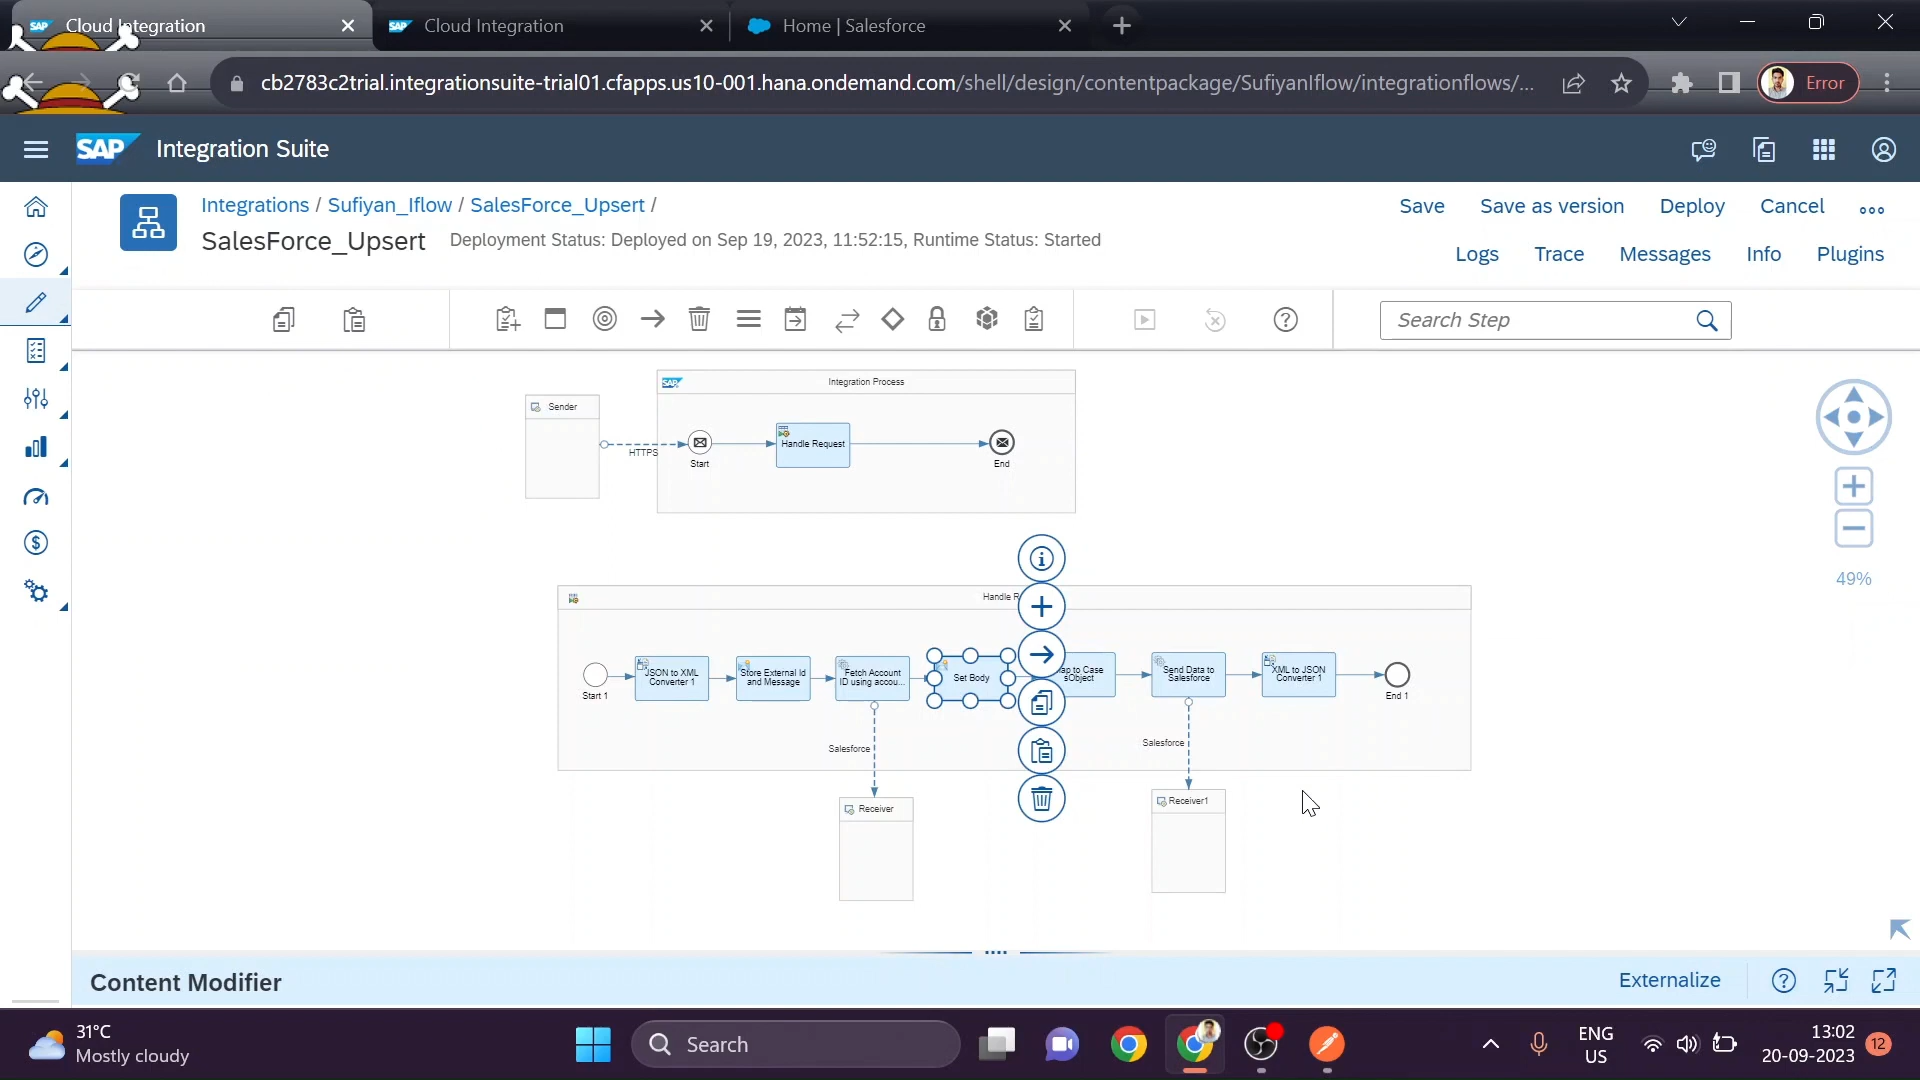 Cloud Integration
Cloud Integration
Home | Salesforce
cb2783c2trial.integrationsuite-trial01.cfapps.us10-001.hana.ondemand.com/shell/design/contentpackage/SufiyanIflow/integrationflows/...
Error
SAP Integration Suite
Integrations / Sufiyan_Iflow / SalesForce_Upsert /
SalesForce_Upsert
Deployment Status: Deployed on Sep 19, 2023, 11:52:15, Runtime Status: Started
Save
Save as version
Deploy
Cancel
Logs
Trace
Messages
Info
Plugins
Search Step
SAP
Integration Process
Sender
HTTPS
Start
Handle Request
End
49%
Handle R
Start 1
JSON to XML
Converter 1
Store External Id
and Message
Fetch Account
ID using accou...
Set Body
to Case
sObject
Send Data to
Salesforce
XML to JSON
Converter 1
End 1
Salesforce
Salesforce
Receiver
Receiver1
Content Modifier
Externalize
31°C
Mostly cloudy
Search
ENG
US
13:02
20-09-2023
12